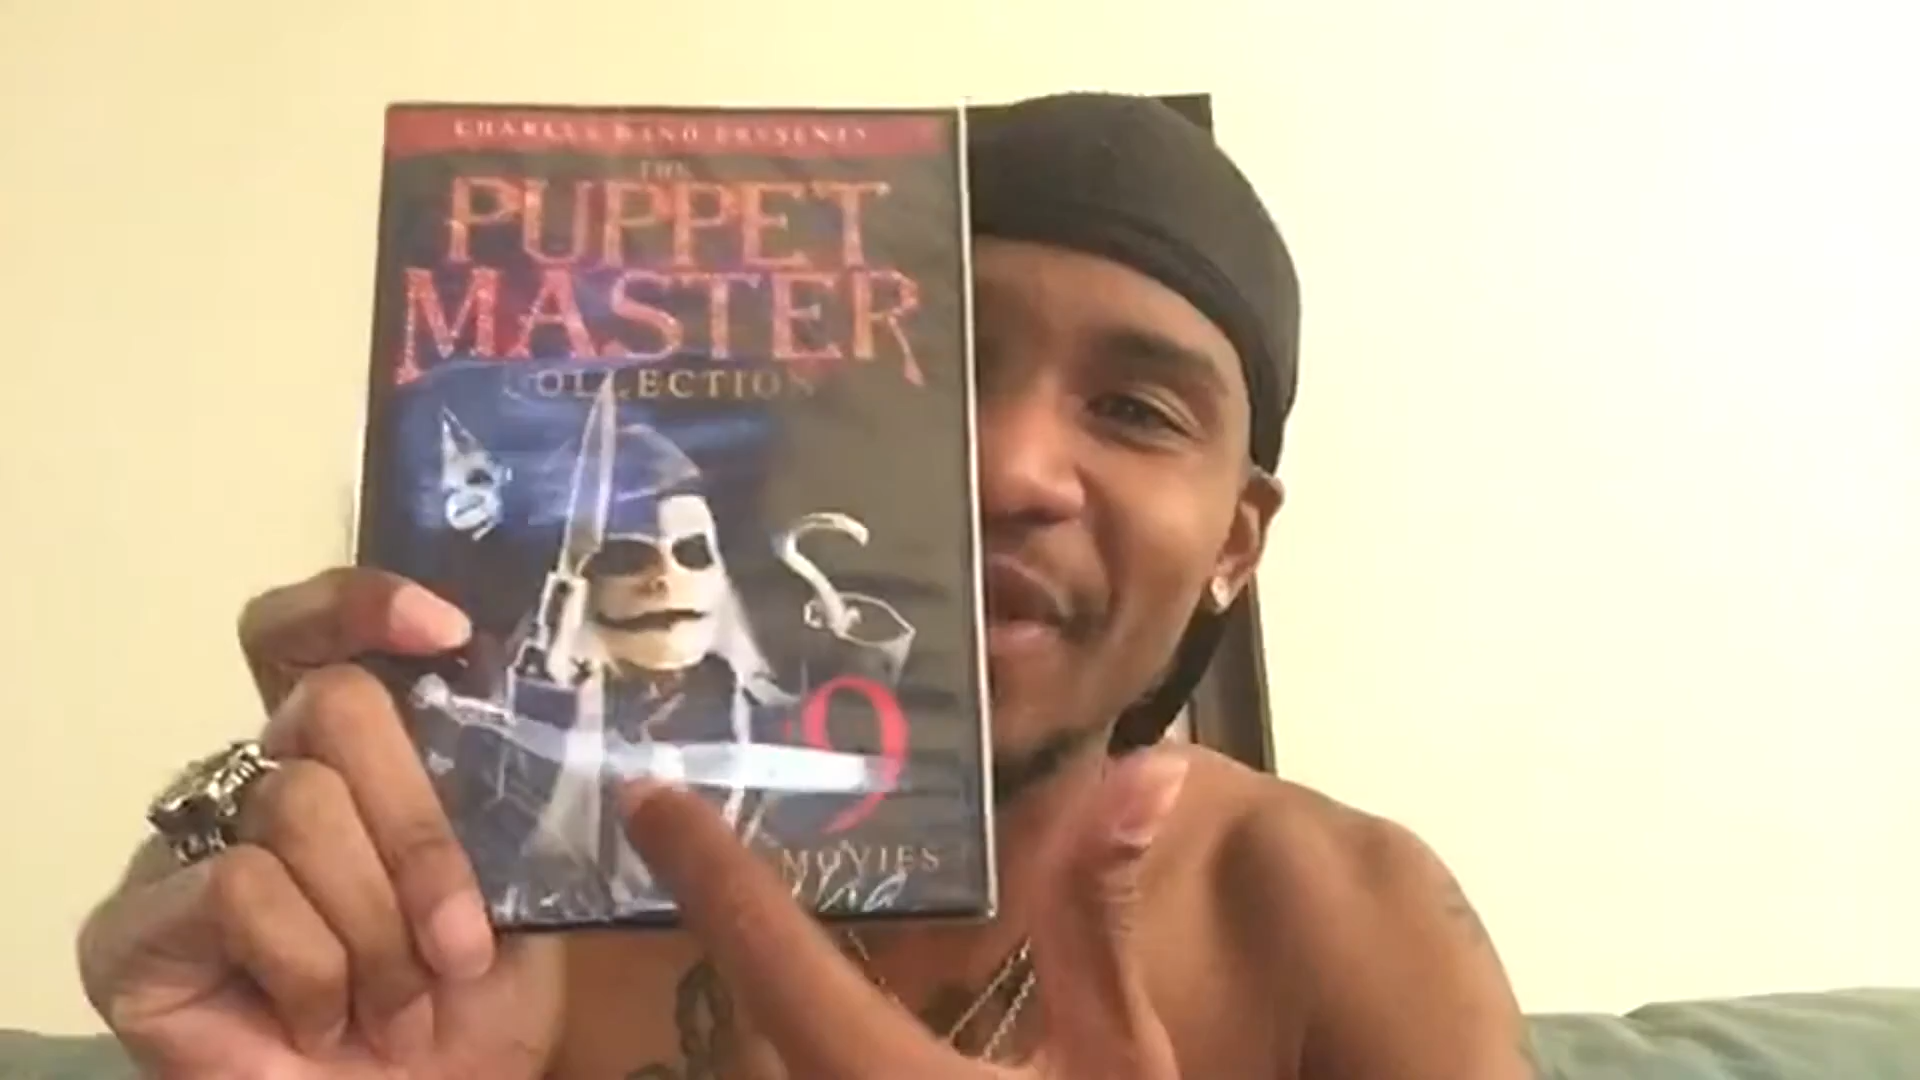 CHARLES BAND PRESENTS
THE
PUPPET
MASTER
COLLECTION
9
MOVIES